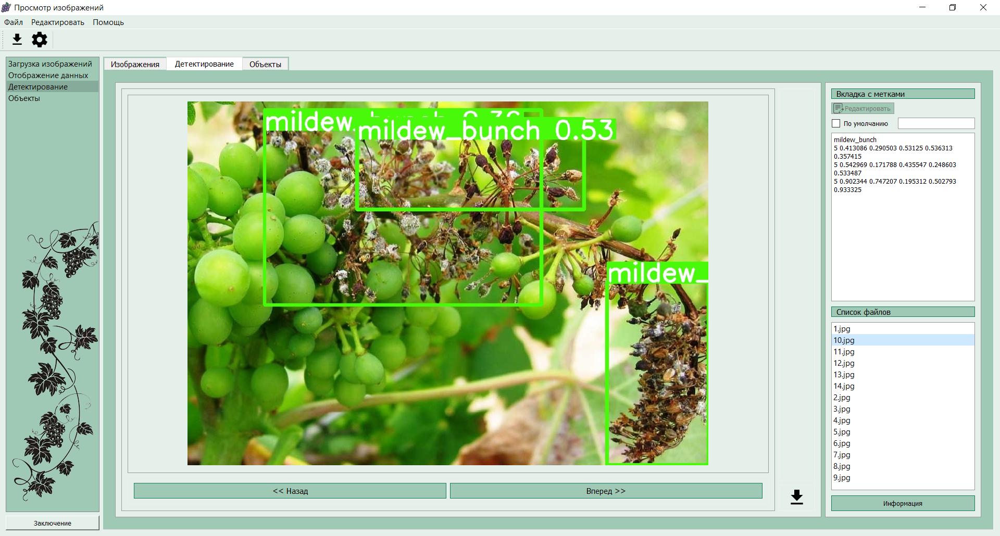 Просмотр изображений
Файл Редактировать Помощь
Загрузка изображений
Отображение данных
Детектирование
Объекты
Заключение
Изображения Детектирование Объекты
mildew_bunch 0.36
mildew_bunch 0.53
mildew_
<< Назад
Вперед >>
Вкладка с метками
Редактировать
По умолчанию
mildew_bunch
5 0.413086 0.290503 0.53125 0.536313
0.357415
5 0.542969 0.171788 0.435547 0.248603
0.533487
5 0.902344 0.747207 0.195312 0.502793
0.933325
Список файлов
1.jpg
10.jpg
11.jpg
12.jpg
13.jpg
14.jpg
2.jpg
3.jpg
4.jpg
5.jpg
6.jpg
7.jpg
8.jpg
9.jpg
Информация